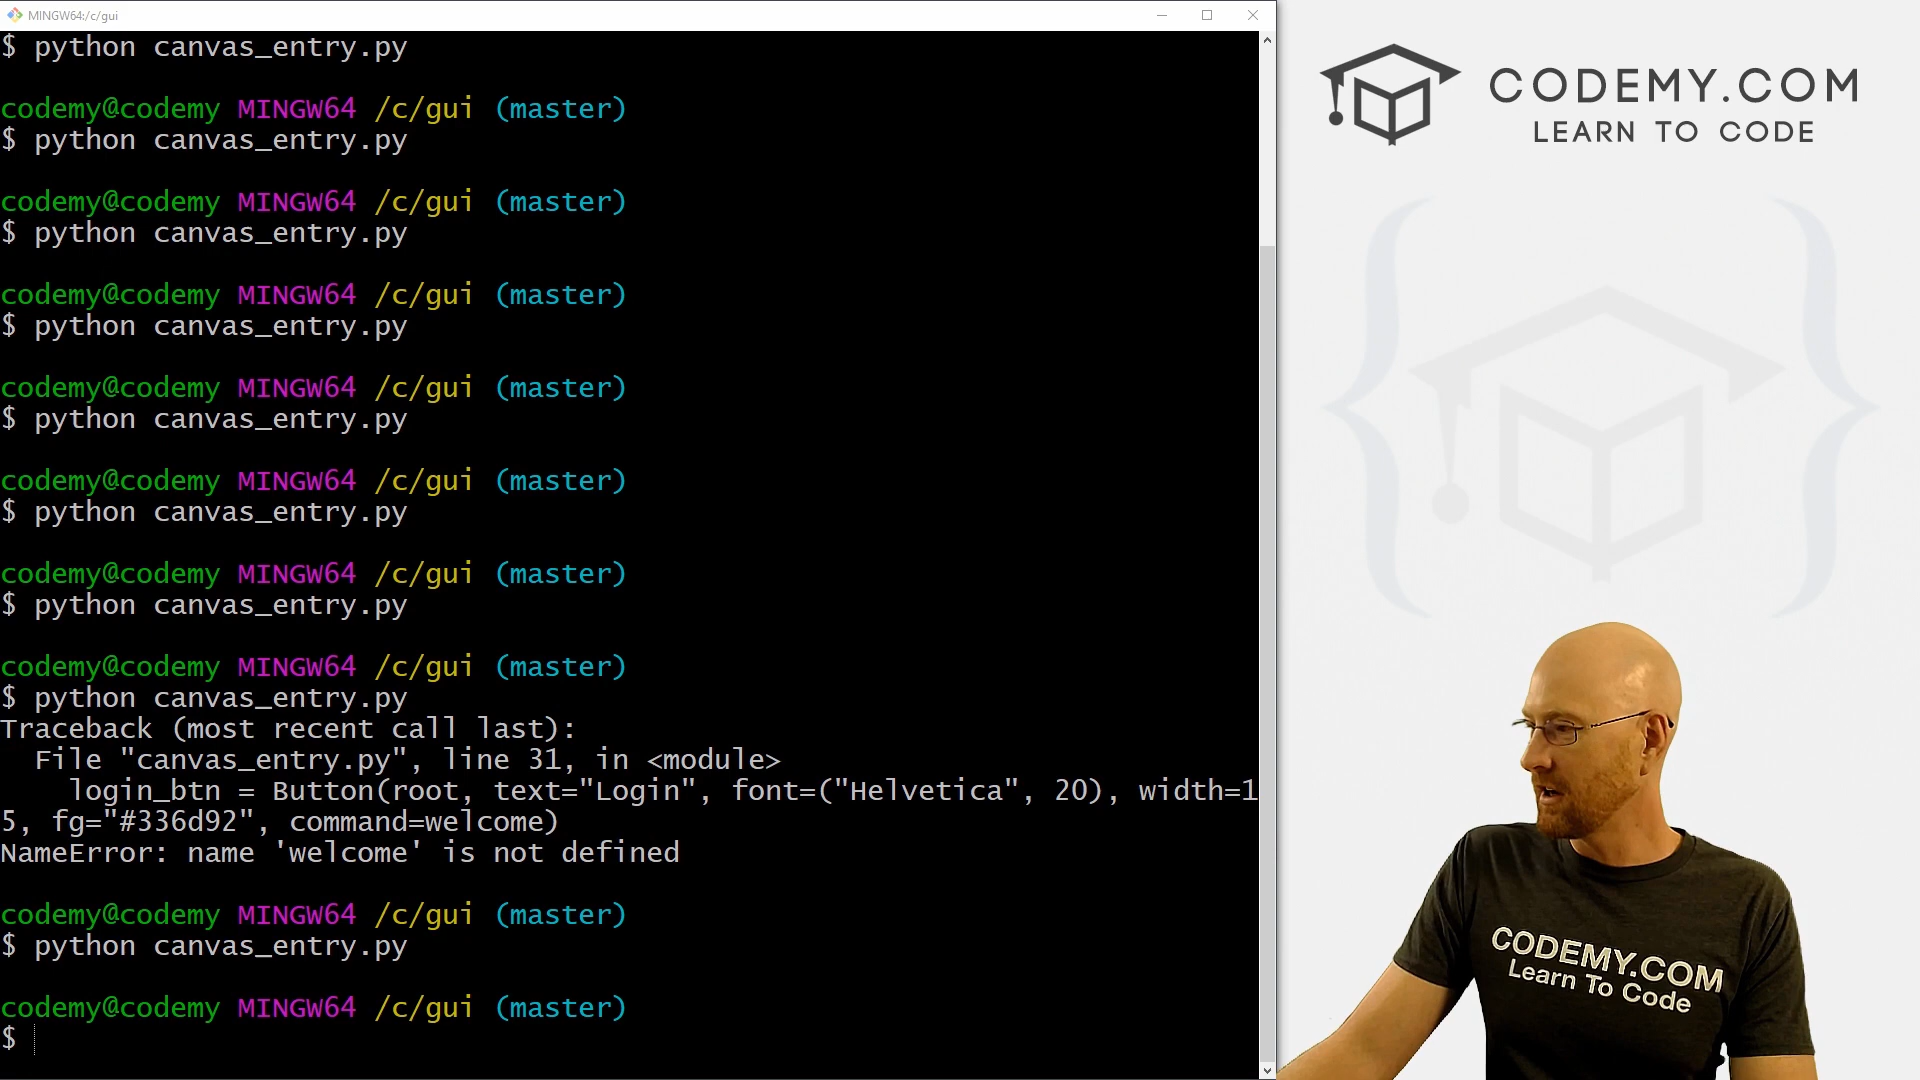 MINGW64:/c/gui
$ python canvas_entry.py
codemy@codemy MINGW64 /c/gui (master)
$ python canvas_entry.py
codemy@codemy MINGW64 /c/gui (master)
$ python canvas_entry.py
codemy@codemy MINGW64 /c/gui (master)
$ python canvas_entry.py
codemy@codemy MINGW64 /c/gui (master)
$ python canvas_entry.py
codemy@codemy MINGW64 /c/gui (master)
$ python canvas_entry.py
codemy@codemy MINGW64 /c/gui (master)
$ python canvas_entry.py
codemy@codemy MINGW64 /c/gui (master)
$ python canvas_entry.py
Traceback (most recent call last):
  File "canvas_entry.py", line 31, in <module>
    login_btn = Button(root, text="Login", font=("Helvetica", 20), width=1
5, fg="#336d92", command=welcome)
NameError: name 'welcome' is not defined
codemy@codemy MINGW64 /c/gui (master)
$ python canvas_entry.py
codemy@codemy MINGW64 /c/gui (master)
$
CODEMY.COM
LEARN TO CODE
CODEMY.COM
Learn To Code